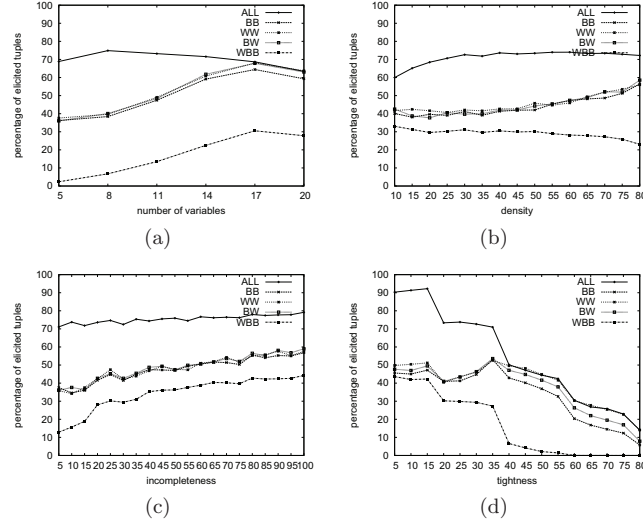 100
90
80
70
60
50
40
30
20
10
0
percentage of elicited tuples
ALL
BB
WW
BW
WBB
5 8 11 14 17 20
number of variables
(a)
100
90
80
70
60
50
40
30
20
10
0
percentage of elicited tuples
ALL
BB
WW
BW
WBB
10 15 20 25 30 35 40 45 50 55 60 65 70 75 80
density
(b)
100
90
80
70
60
50
40
30
20
10
0
percentage of elicited tuples
ALL
BB
WW
BW
WBB
5 10 15 20 25 30 35 40 45 50 55 60 65 70 75 80 85 90 95100
incompleteness
(c)
100
90
80
70
60
50
40
30
20
10
0
percentage of elicited tuples
ALL
BB
WW
BW
WBB
5 10 15 20 25 30 35 40 45 50 55 60 65 70 75 80
tightness
(d)